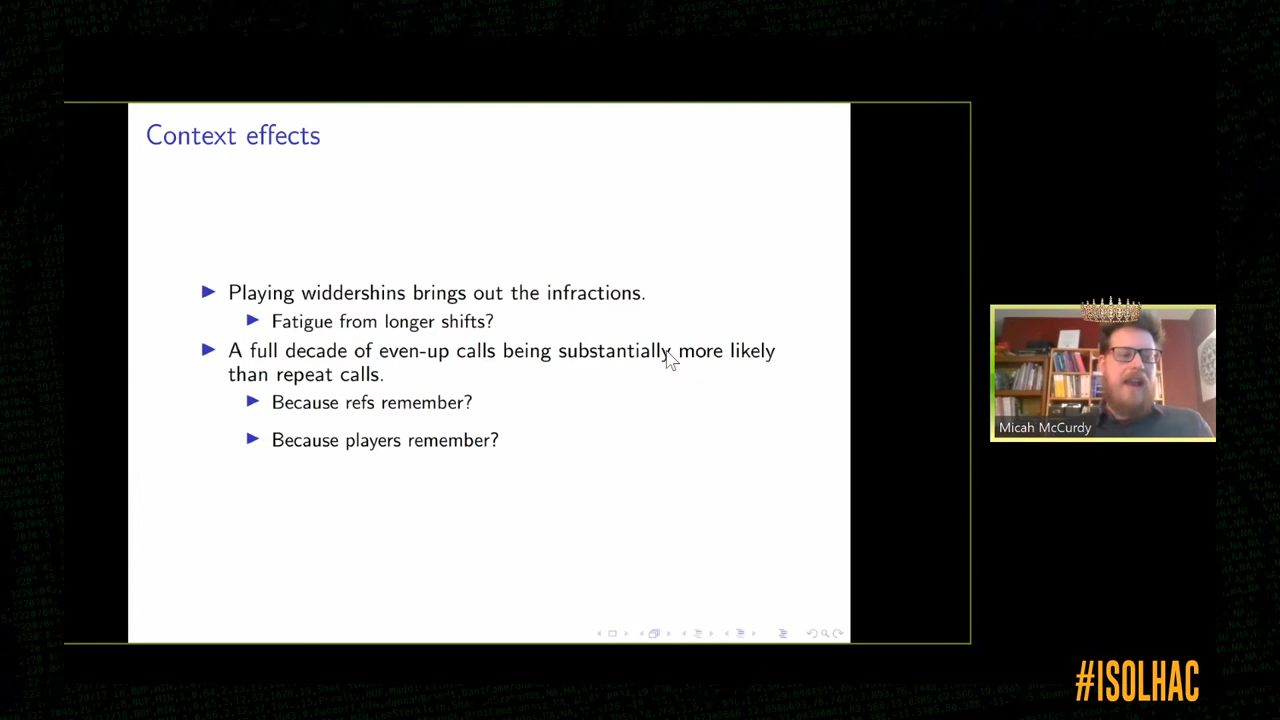 Context effects
Playing widdershins brings out the infractions.
Fatigue from longer shifts?
A full decade of even-up calls being substantially more likely
than repeat calls.
Because refs remember?
Because players remember?
Micah McCurdy
#ISOLHAC